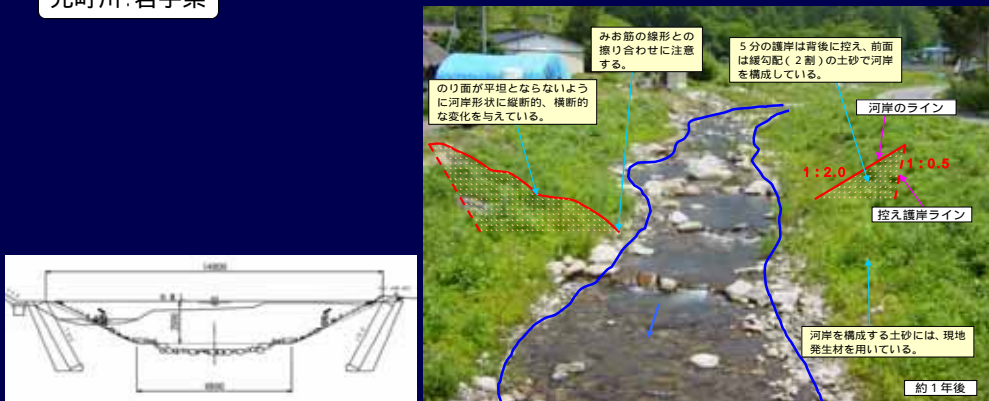 元町川:岩手県
みお筋の線形との
擦り合わせに注意
する。
５分の護岸は背後に控え、前面
は緩勾配(２割)の土砂で河岸
を構成している。
のり面が平坦とならないよう
に河岸形状に縦断的、横断的
な変化を与えている。
河岸のライン
1:2.0
1:0.5
控え護岸ライン
河岸を構成する土砂には、現地
発生材を用いている。
約１年後